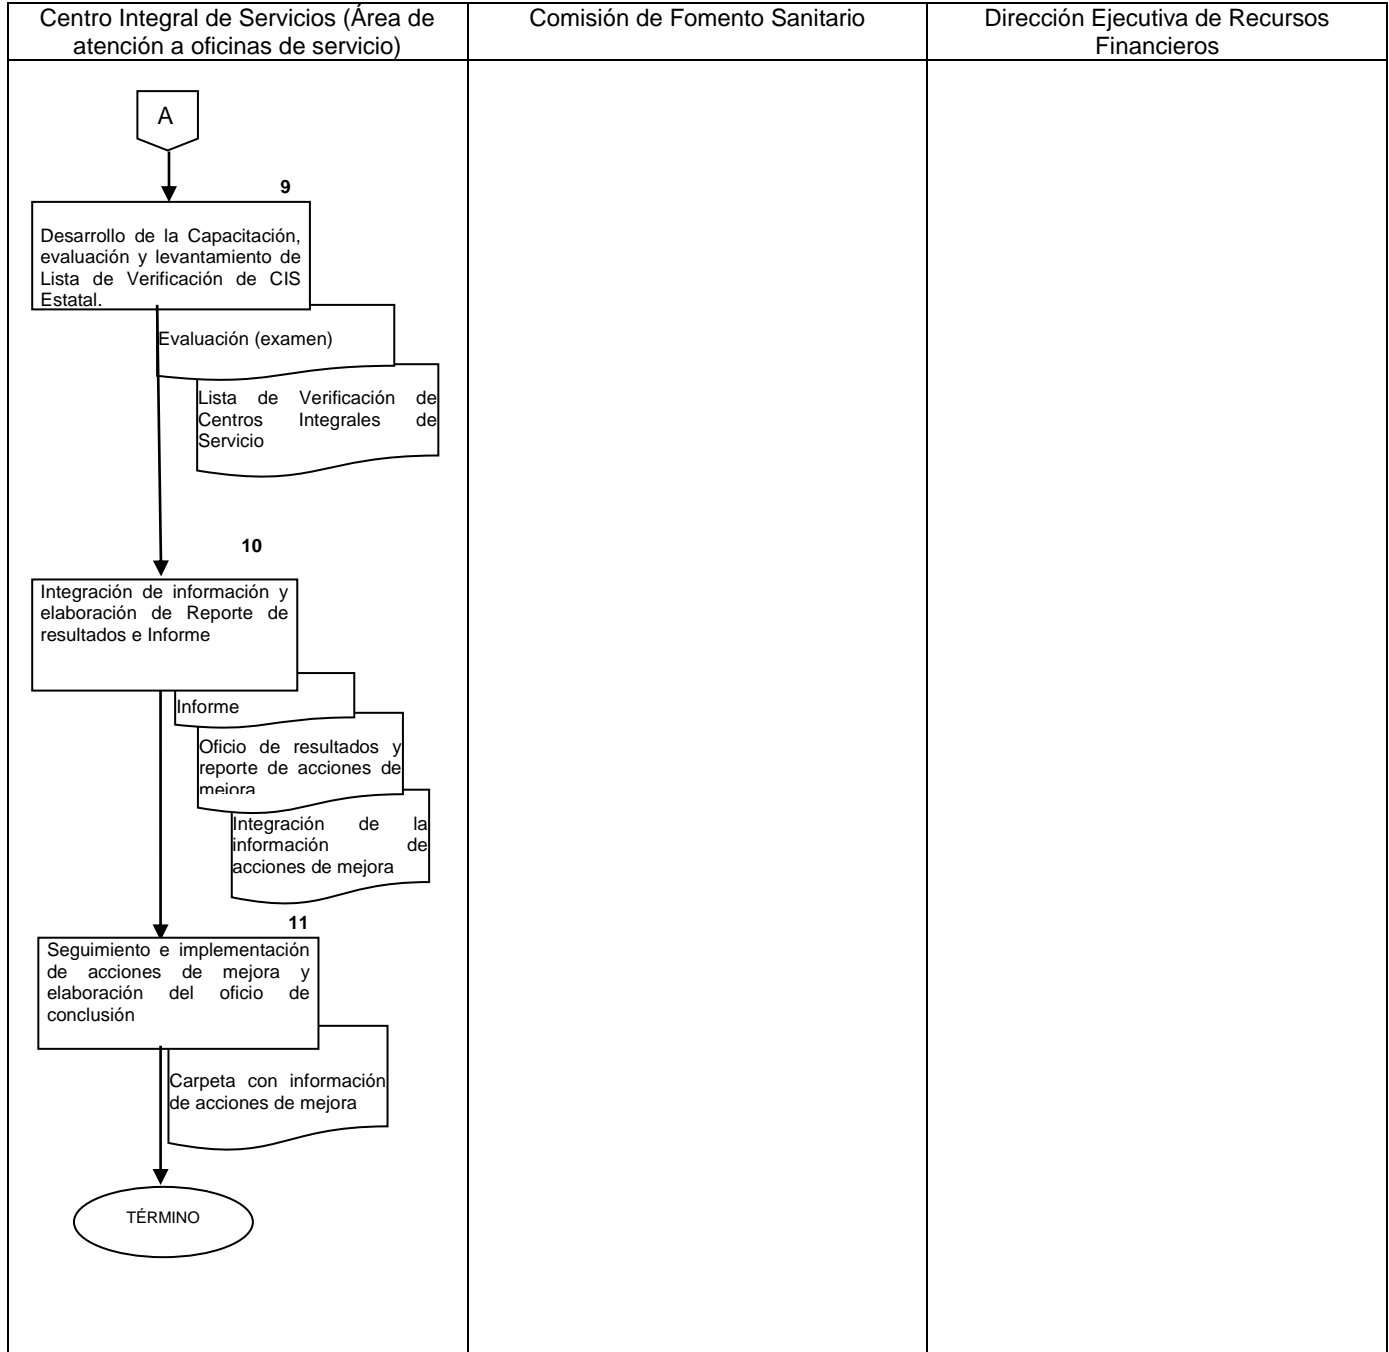 Centro Integral de Servicios (Área de
atención a oficinas de servicio)
Comisión de Fomento Sanitario
Dirección Ejecutiva de Recursos
Financieros
A
9
Desarrollo de la Capacitación,
evaluación y levantamiento de
Lista de Verificación de CIS
Estatal.
Evaluación (examen)
Lista de Verificación de
Centros Integrales de
Servicio
10
Integración de información y
elaboración de Reporte de
resultados e Informe
Informe
Oficio de resultados y
reporte de acciones de
mejora
Integración de la
información de
acciones de mejora
11
Seguimiento e implementación
de acciones de mejora y
elaboración del oficio de
conclusión
Carpeta con información
de acciones de mejora
TÉRMINO